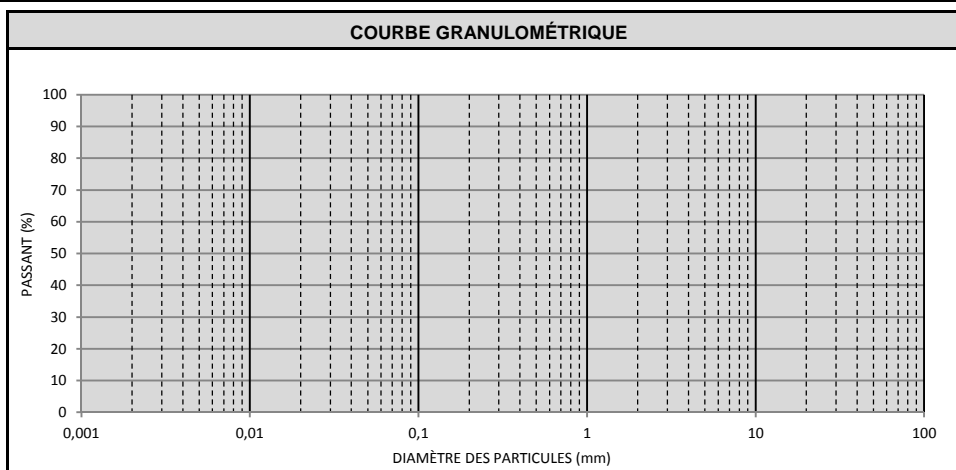 COURBE GRANULOMÉTRIQUE
100
90
80
70
60
50
40
30
20
10
0
PASSANT (%)
0,001 0,01 0,1 1 10 100
DIAMÈTRE DES PARTICULES (mm)